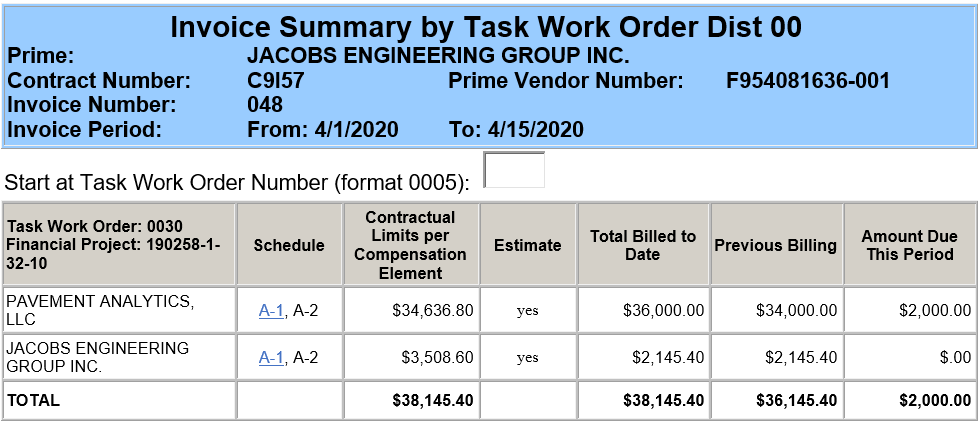 Invoice Summary by Task Work Order Dist 00
Prime: JACOBS ENGINEERING GROUP INC.
Contract Number: C9I57 Prime Vendor Number: F954081636-001
Invoice Number: 048
Invoice Period: From: 4/1/2020 To: 4/15/2020
Start at Task Work Order Number (format 0005):
Task Work Order: 0030
Financial Project: 190258-1-
32-10
Schedule
Contractual
Limits per
Compensation
Element
Estimate
Total Billed to
Date
Previous Billing
Amount Due
This Period
PAVEMENT ANALYTICS,
LLC
A-1, A-2
$34,636.80
yes
$36,000.00
$34,000.00
$2,000.00
JACOBS ENGINEERING
GROUP INC.
A-1, A-2
$3,508.60
yes
$2,145.40
$2,145.40
$.00
TOTAL
$38,145.40
$38,145.40
$36,145.40
$2,000.00